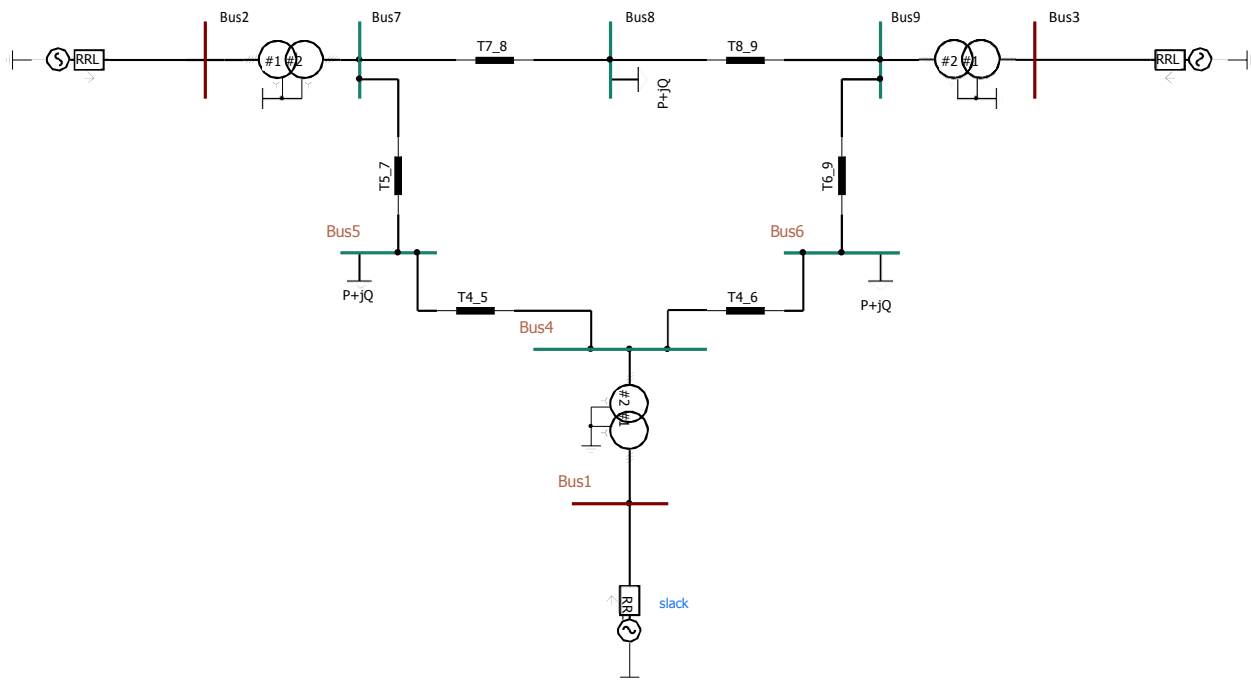 Bus2
Bus7
Bus8
Bus9
Bus3
RRL
#1 #2
T7_8
T8_9
#2 #1
RRL
P+jQ
T5_7
T6_9
Bus5
Bus6
P+jQ
T4_5
T4_6
P+jQ
Bus4
#2
#1
Bus1
RR
slack